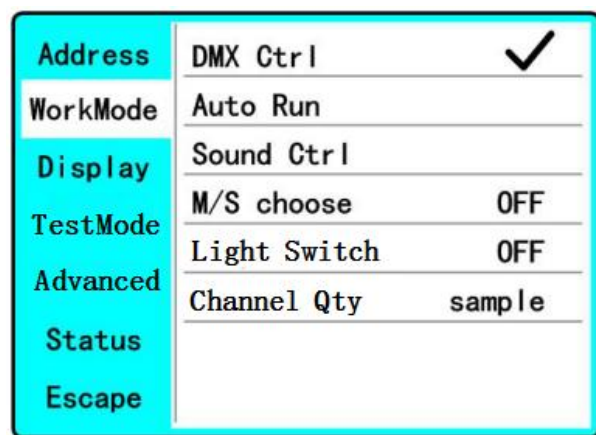 Address
WorkMode
Display
TestMode
Advanced
Status
Escape
DMX Ctrl
Auto Run
Sound Ctrl
M/S choose OFF
Light Switch OFF
Channel Qty sample